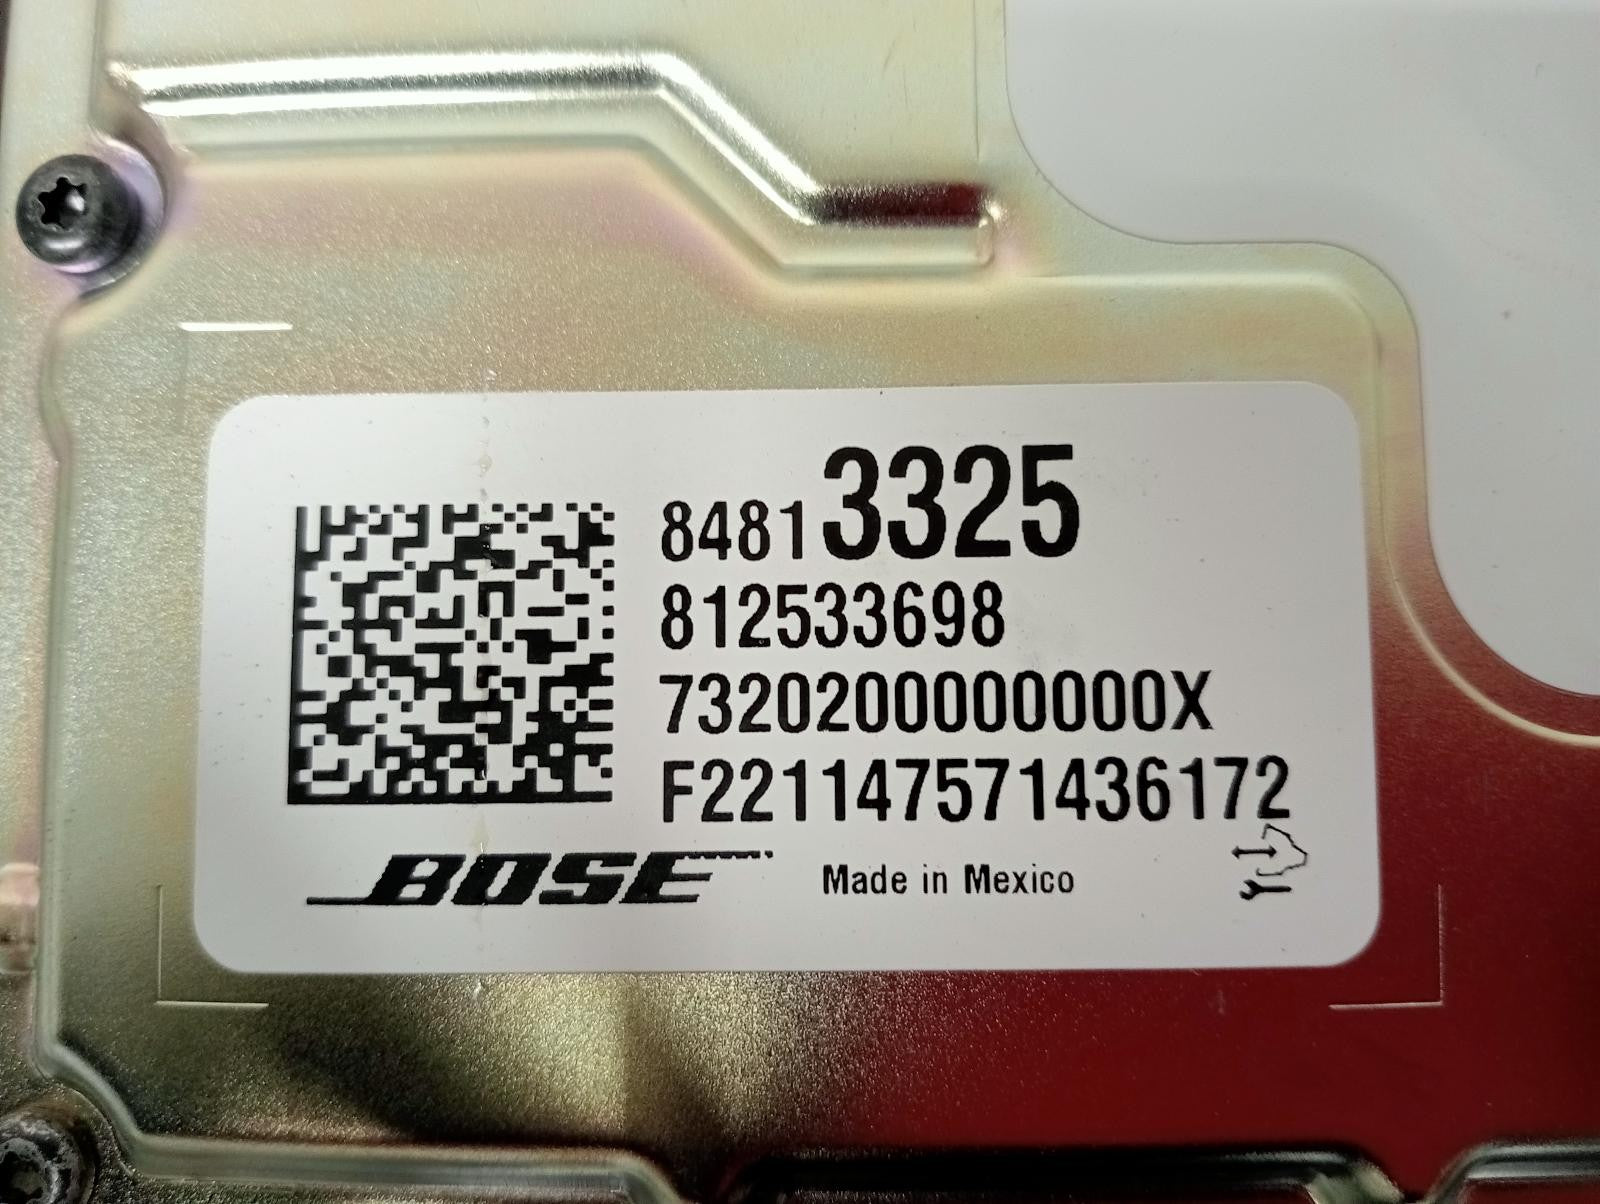 84813325
812533698
7320200000000X
F221147571436172
BOSE Made in Mexico